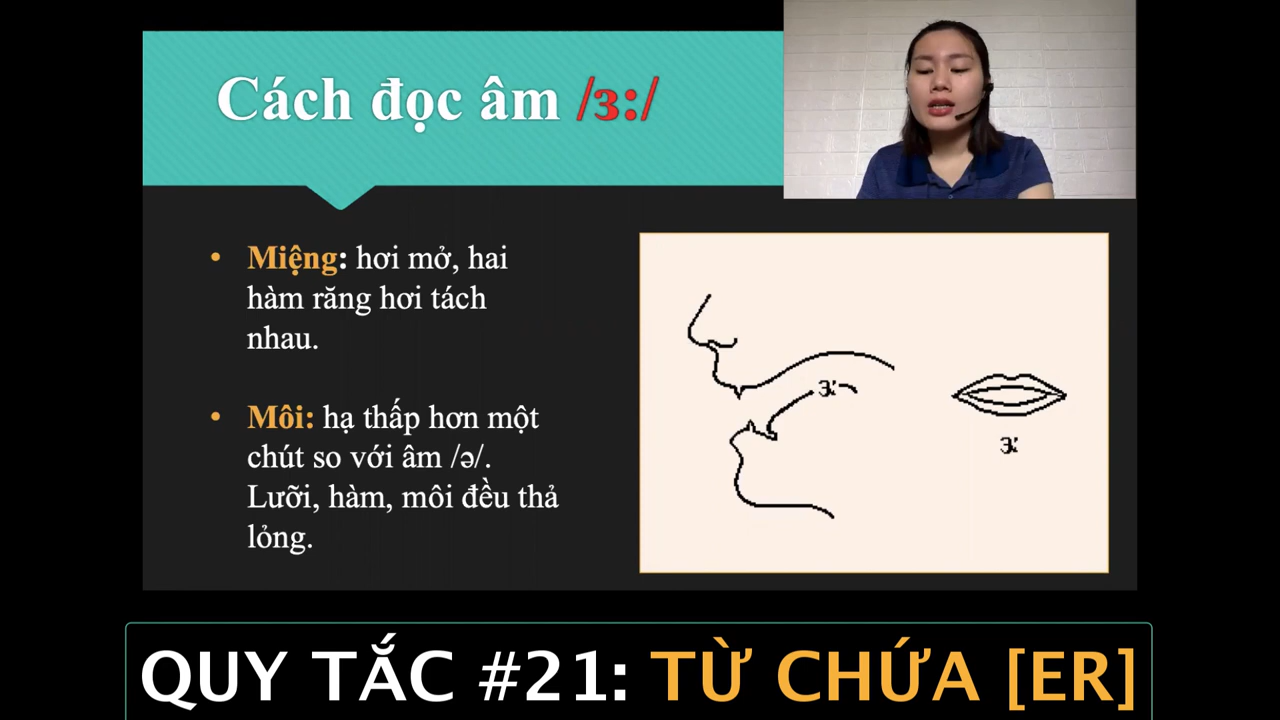 Cách đọc âm /ɜ:/
• Miệng: hơi mở, hai
hàm răng hơi tách
nhau.
• Môi: hạ thấp hơn một
chút so với âm /ə/.
Lưỡi, hàm, môi đều thả
lỏng.
ɜ:
ɜ:
QUY TẮC #21: TỪ CHỨA [ER]